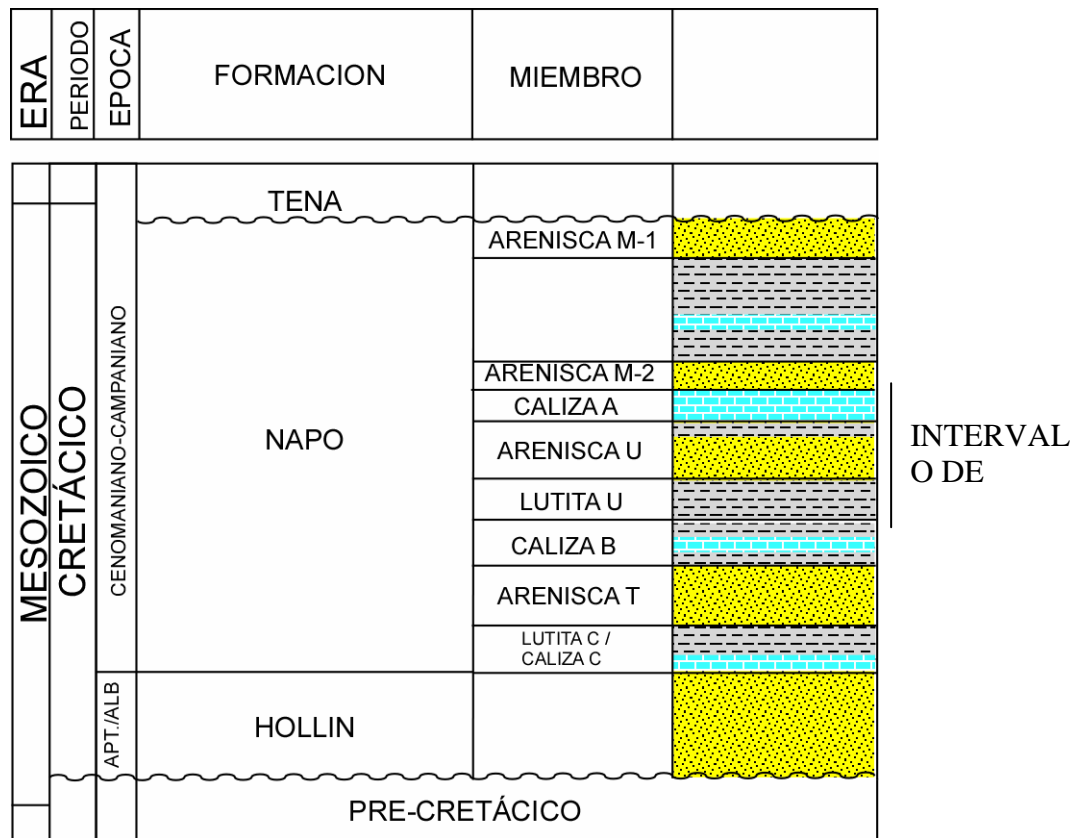 ERA
PERIODO
EPOCA
FORMACION
MIEMBRO
MESOZOICO
CRETÁCICO
CENOMANIANO-CAMPANIANO
APT./ALB
TENA
NAPO
HOLLIN
PRE-CRETÁCICO
ARENISCA M-1
ARENISCA M-2
CALIZA A
ARENISCA U
LUTITA U
CALIZA B
ARENISCA T
LUTITA C /
CALIZA C
INTERVAL
O DE